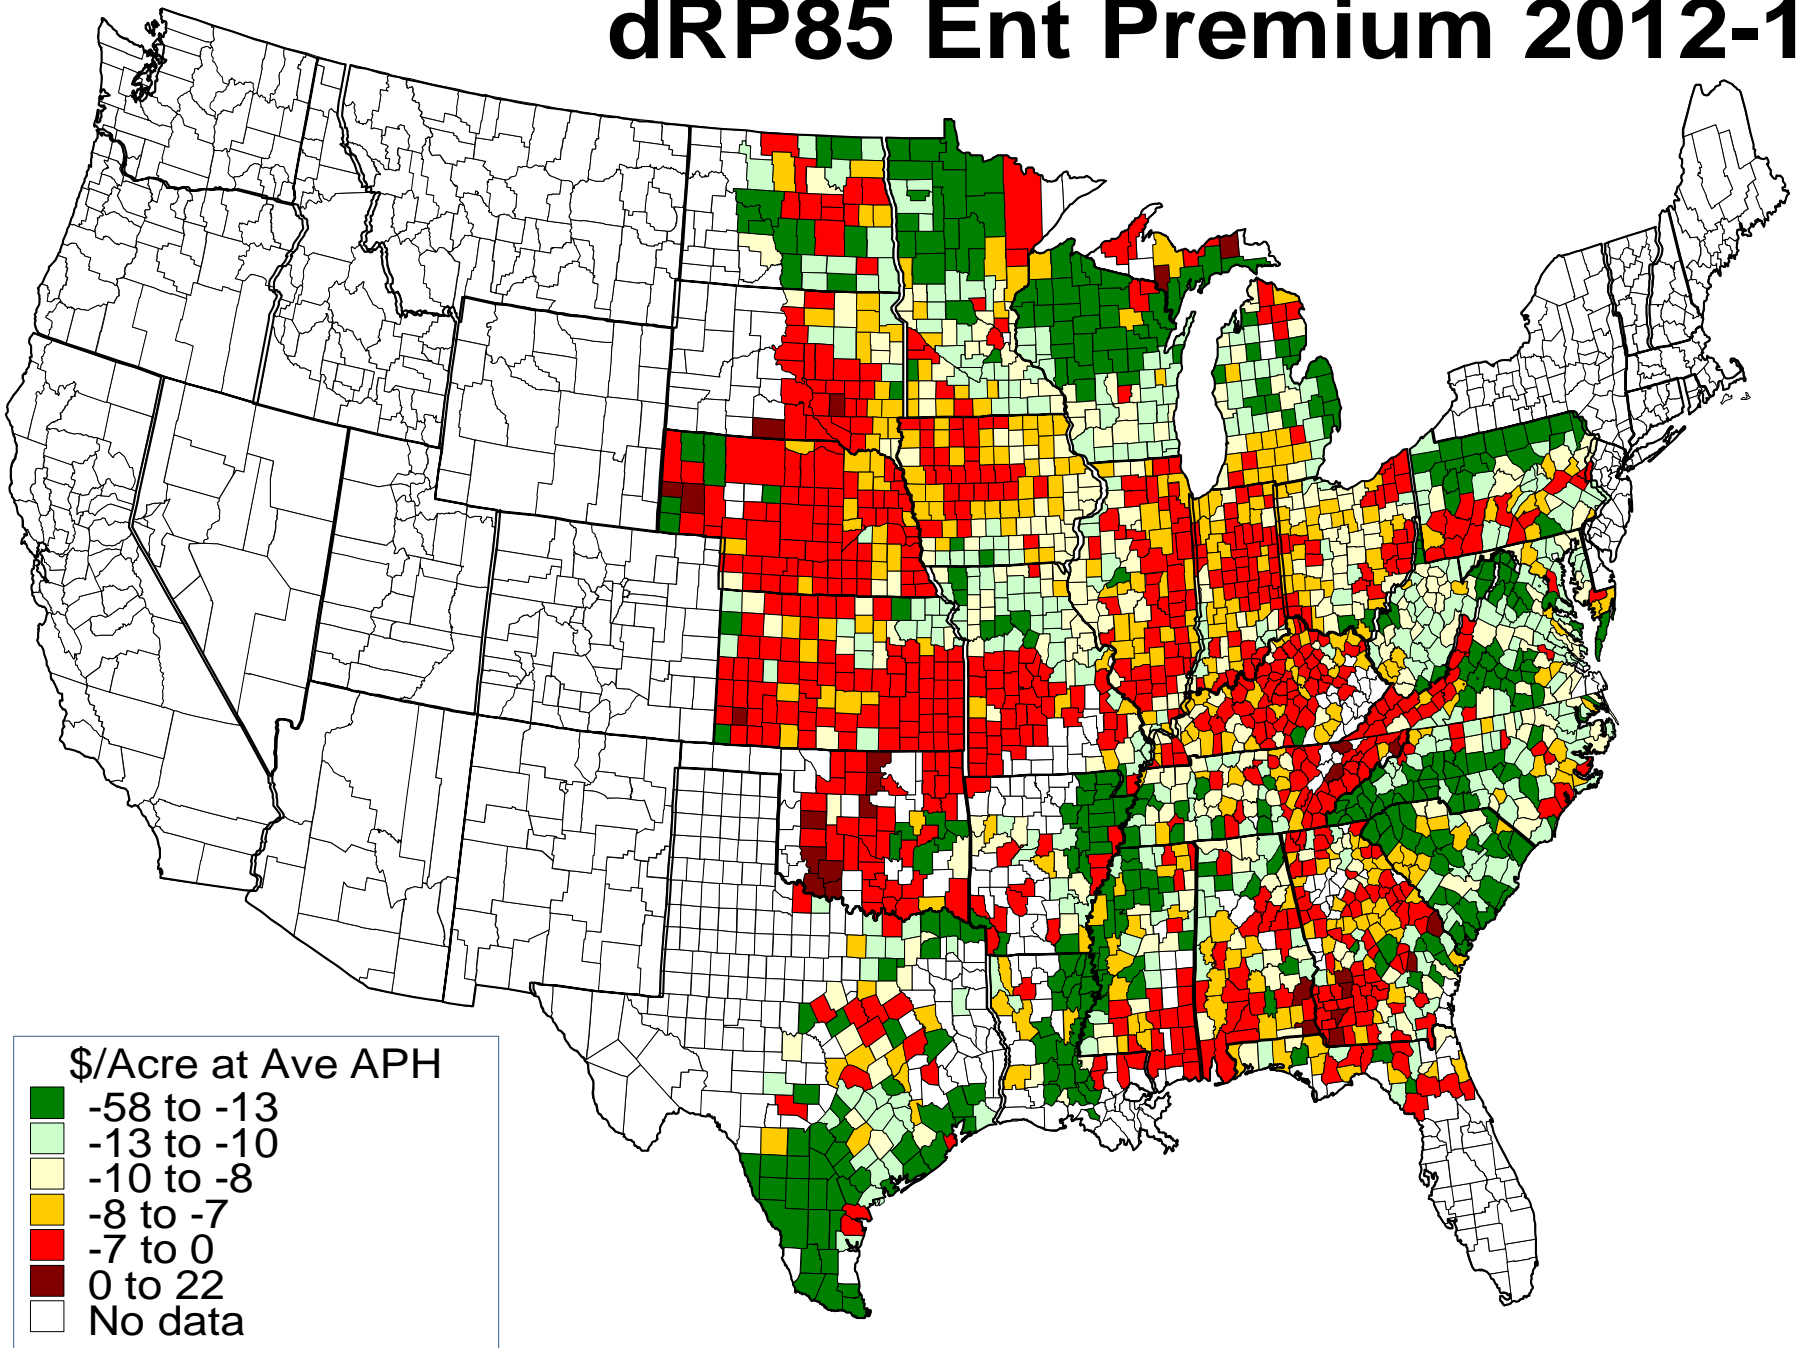 dRP85 Ent Premium 2012-1
$/Acre at Ave APH
-58 to -13
-13 to -10
-10 to -8
-8 to -7
-7 to 0
0 to 22
No data